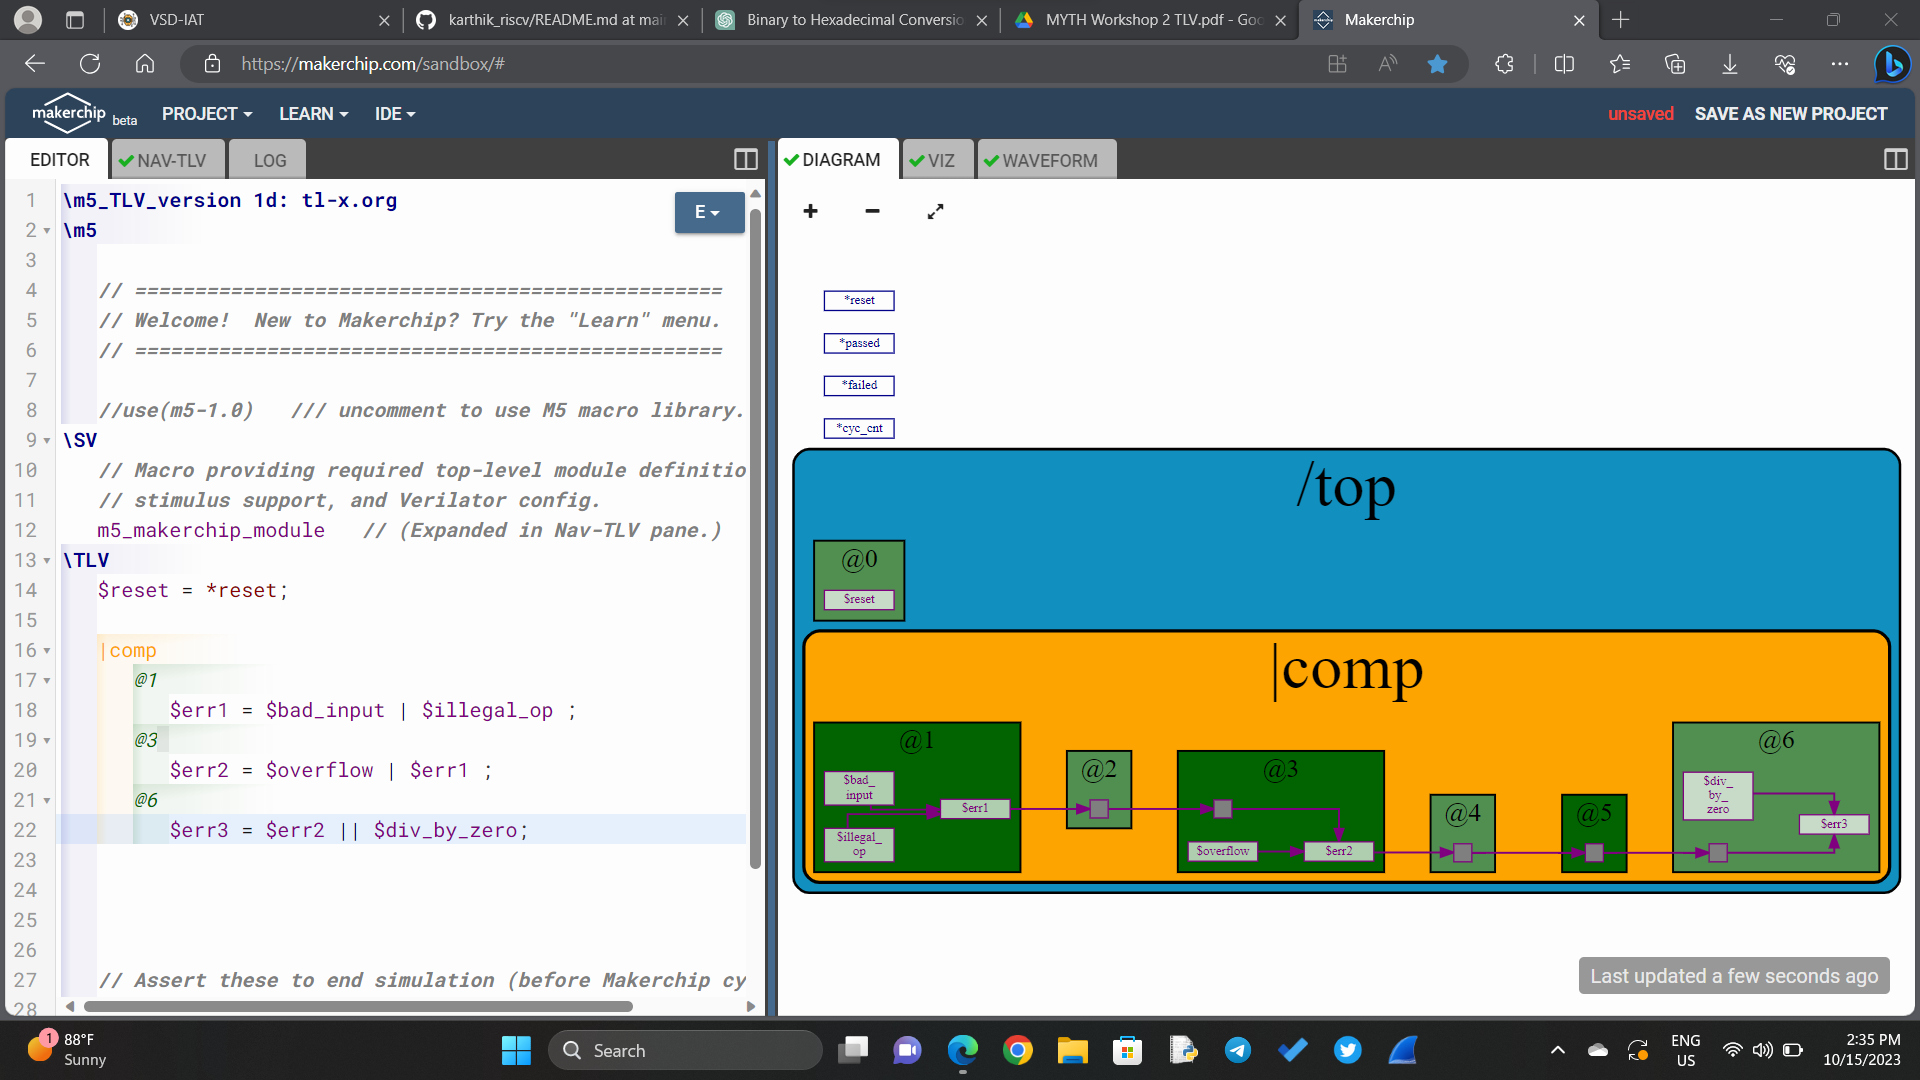 VSD-IAT
karthik_riscv/README.md at mai
Binary to Hexadecimal Conversio
MYTH Workshop 2 TLV.pdf - Goo
Makerchip
https://makerchip.com/sandbox/#
makerchip beta
PROJECT
LEARN
IDE
unsaved
SAVE AS NEW PROJECT
EDITOR
NAV-TLV
LOG
DIAGRAM
VIZ
WAVEFORM
E
1 \m5_TLV_version 1d: tl-x.org
2 \m5
3
4 // =================================================
5 // Welcome!  New to Makerchip? Try the "Learn" menu.
6 // =================================================
7
8 //use(m5-1.0)   /// uncomment to use M5 macro library.
9 \SV
10 // Macro providing required top-level module definitio
11 // stimulus support, and Verilator config.
12 m5_makerchip_module   // (Expanded in Nav-TLV pane.)
13 \TLV
14 $reset = *reset;
15
16 |comp
17 @1
18 $err1 = $bad_input | $illegal_op ;
19 @3
20 $err2 = $overflow | $err1 ;
21 @6
22 $err3 = $err2 || $div_by_zero;
23
24
25
26
27 // Assert these to end simulation (before Makerchip cy
28
*reset
*passed
*failed
*cyc_cnt
/top
@0
$reset
|comp
@1
$bad_
input
$illegal_
op
$err1
@2
@3
$overflow
$err2
@4
@5
@6
$div_
by_
zero
$err3
Last updated a few seconds ago
1
88°F
Sunny
Search
ENG
US
2:35 PM
10/15/2023